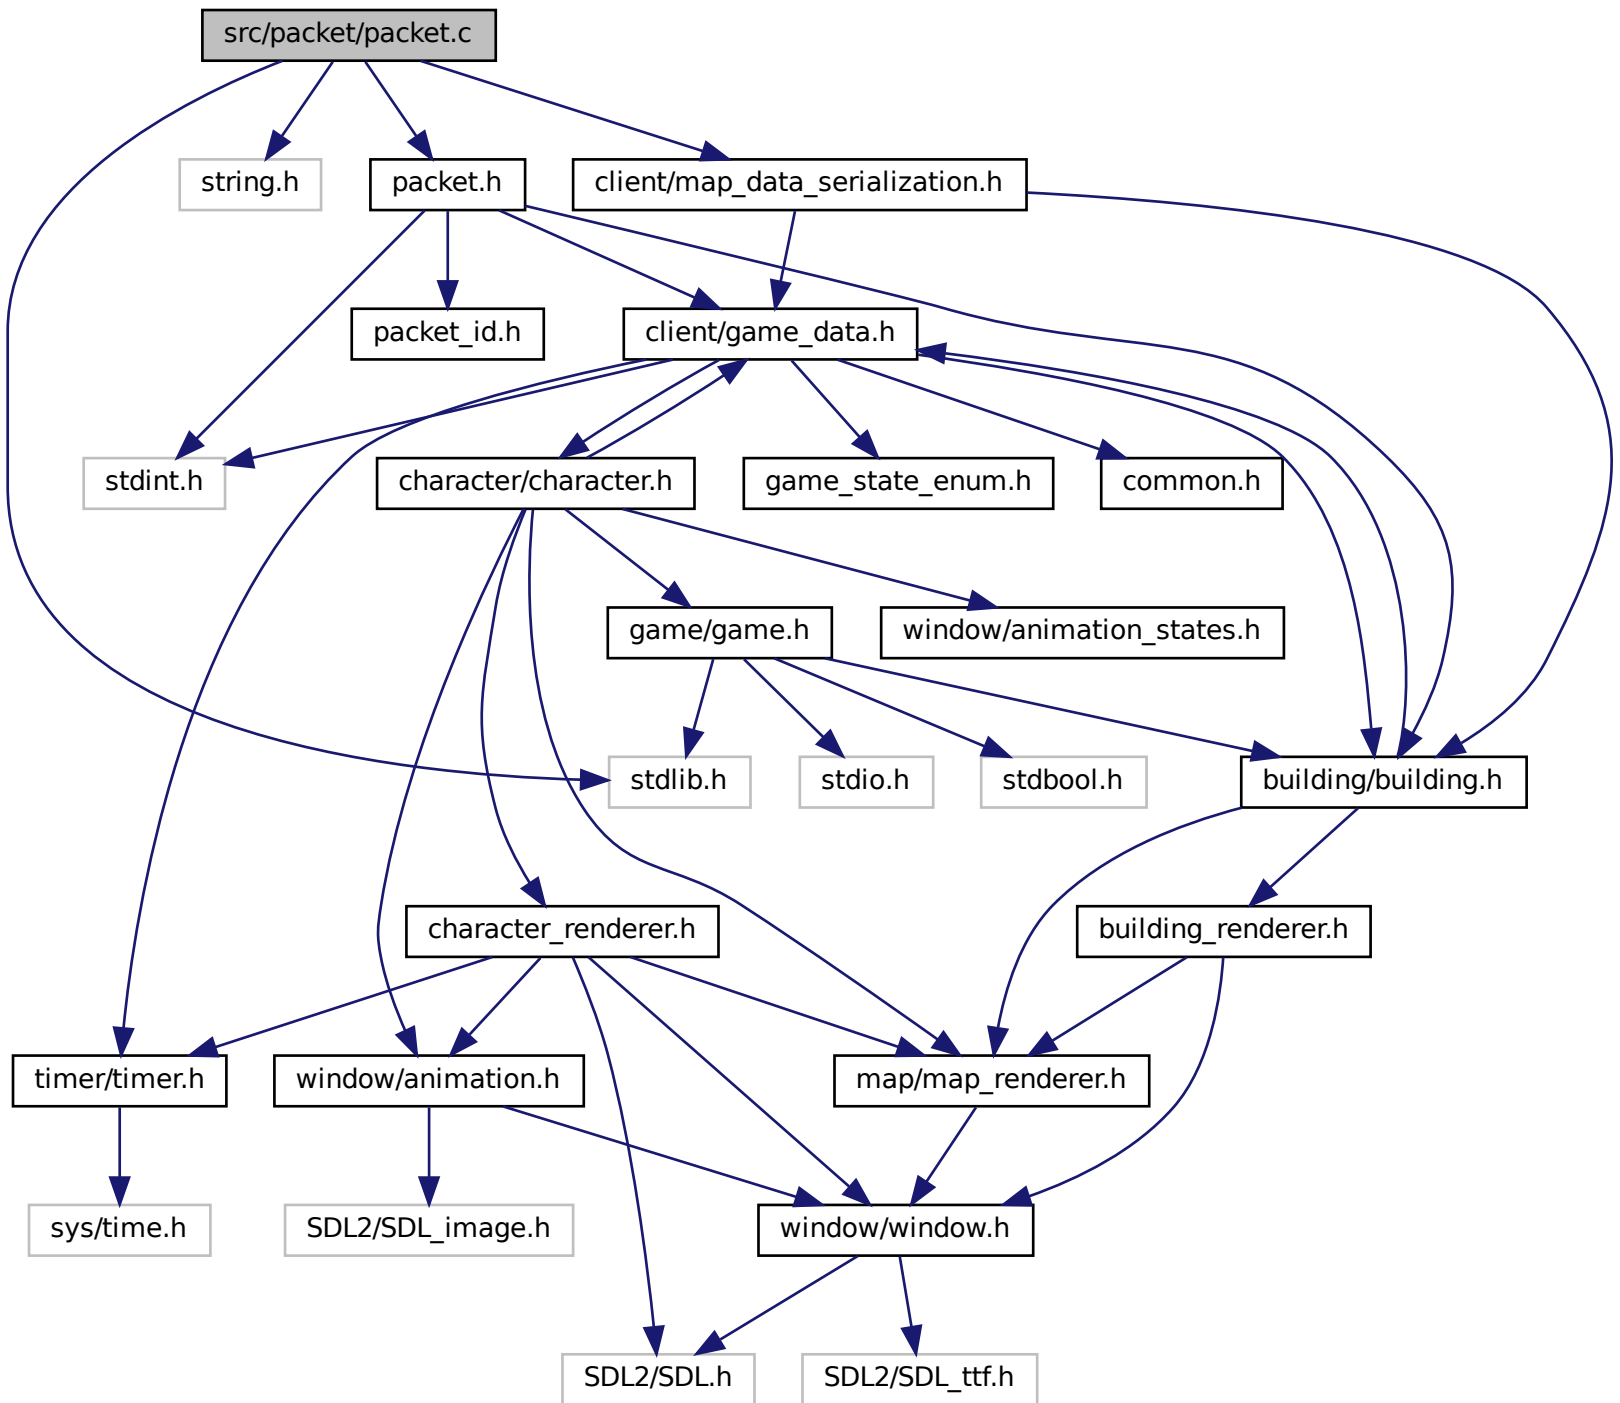 src/packet/packet.c
string.h
packet.h
client/map_data_serialization.h
packet_id.h
client/game_data.h
stdint.h
character/character.h
game_state_enum.h
common.h
game/game.h
window/animation_states.h
stdlib.h
stdio.h
stdbool.h
building/building.h
character_renderer.h
building_renderer.h
timer/timer.h
window/animation.h
map/map_renderer.h
sys/time.h
SDL2/SDL_image.h
window/window.h
SDL2/SDL.h
SDL2/SDL_ttf.h